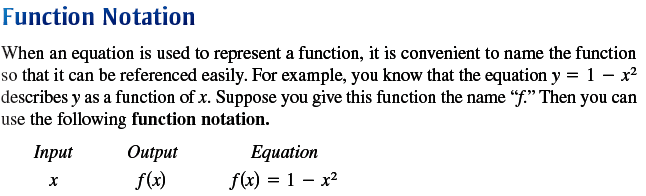 Function Notation
When an equation is used to represent a function, it is convenient to name the function
so that it can be referenced easily. For example, you know that the equation y = 1 − x²
describes y as a function of x. Suppose you give this function the name “f.” Then you can
use the following function notation.
Input Output Equation
x f(x) f(x) = 1 − x²